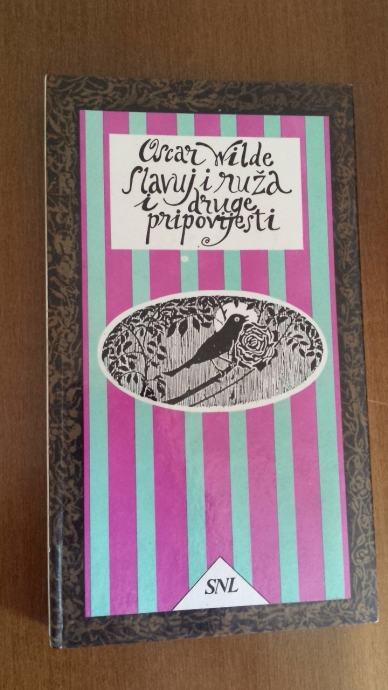 Oscar Wilde
Slavuj i ruža
i druge
pripovijesti
SNL